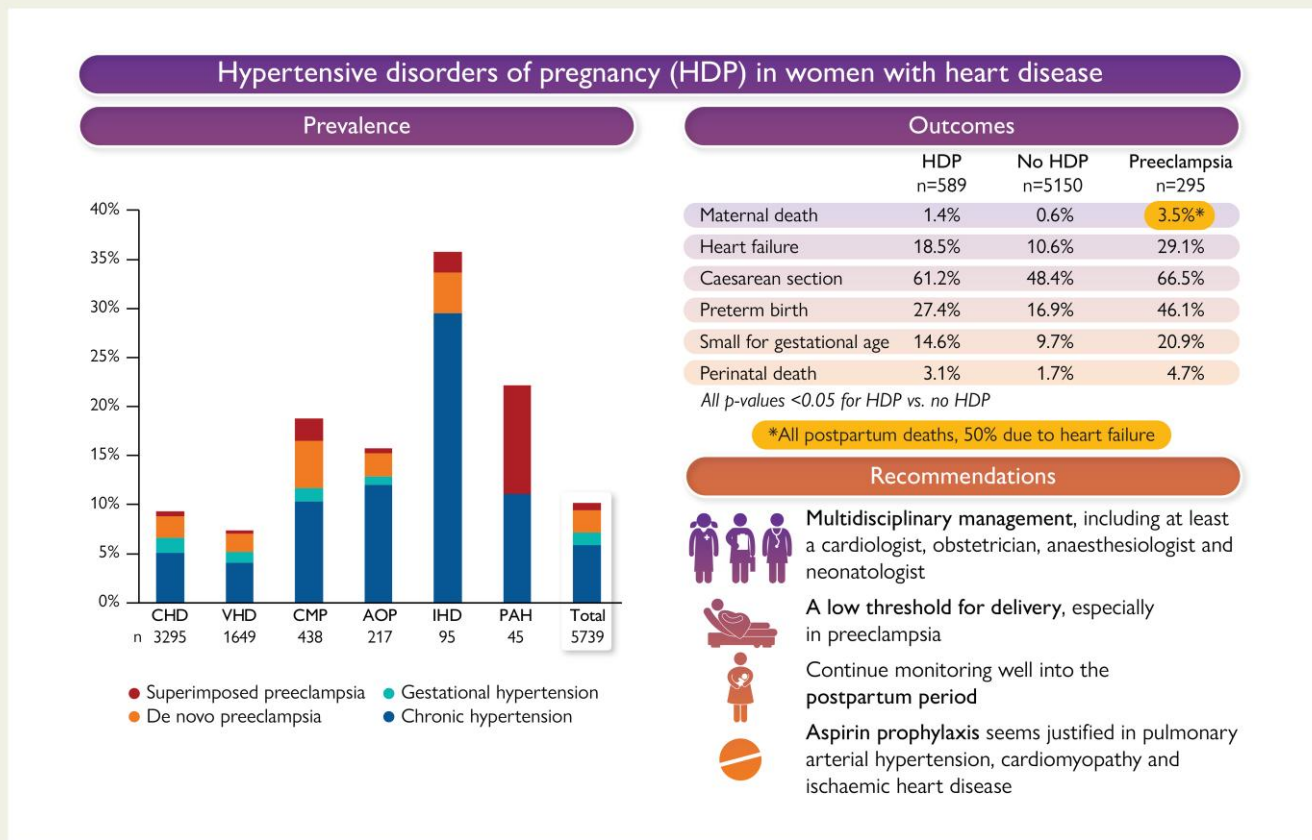 Hypertensive disorders of pregnancy (HDP) in women with heart disease
Prevalence
40%
35%
30%
25%
20%
15%
10%
5%
0%
CHD VHD CMP AOP IHD PAH Total
n 3295 1649 438 217 95 45 5739
Superimposed preeclampsia Gestational hypertension
De novo preeclampsia Chronic hypertension
Outcomes
HDP No HDP Preeclampsia
n=589 n=5150 n=295
Maternal death 1.4% 0.6% 3.5%*
Heart failure 18.5% 10.6% 29.1%
Caesarean section 61.2% 48.4% 66.5%
Preterm birth 27.4% 16.9% 46.1%
Small for gestational age 14.6% 9.7% 20.9%
Perinatal death 3.1% 1.7% 4.7%
All p-values <0.05 for HDP vs. no HDP
*All postpartum deaths, 50% due to heart failure
Recommendations
Multidisciplinary management, including at least
a cardiologist, obstetrician, anaesthesiologist and
neonatologist
A low threshold for delivery, especially
in preeclampsia
Continue monitoring well into the
postpartum period
Aspirin prophylaxis seems justified in pulmonary
arterial hypertension, cardiomyopathy and
ischaemic heart disease